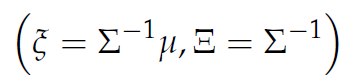 (ξ = Σ⁻¹μ, Ξ = Σ⁻¹)